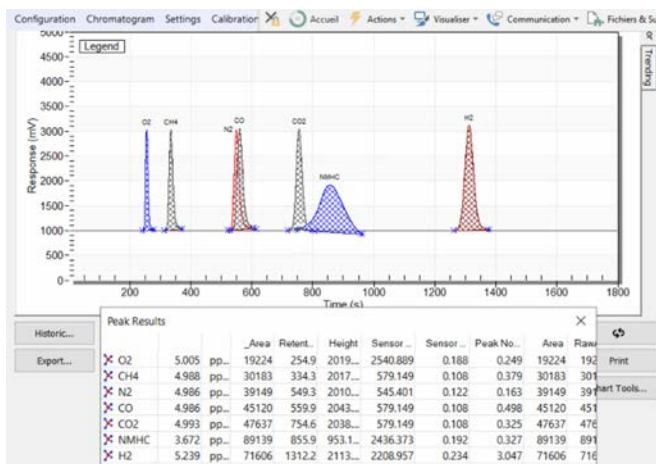 Configuration Chromatogram Settings Calibration Accueil Actions Visualiser Communication Fichiers & Su
Legend
Trending
Response (mV)
5000
4500
4000
3500
3000
2500
2000
1500
1000
500
0
O2 CH4 N2 CO CO2 NMHC H2
200 400 600 800 1000 1200 1400 1600 1800
Time (s)
Peak Results
Historic...
Export...
Print
hart Tools...
_Area Retent.. Height Sensor ... Sensor ... Peak No... Area Raw
O2 5.005 pp... 19224 254.9 2019.... 2540.889 0.188 0.249 19224 192
CH4 4.988 pp... 30183 334.3 2017.... 579.149 0.108 0.379 30183 301
N2 4.986 pp... 39149 549.3 2010.... 545.401 0.122 0.163 39149 391
CO 4.986 pp... 45120 559.9 2043.... 579.149 0.108 0.498 45120 451
CO2 4.993 pp... 47637 754.6 2038.... 579.149 0.108 0.325 47637 476
NMHC 3.672 pp... 89139 855.9 953.1... 2436.373 0.192 0.327 89139 891
H2 5.239 pp... 71606 1312.2 2113.... 2208.957 0.234 3.047 71606 716